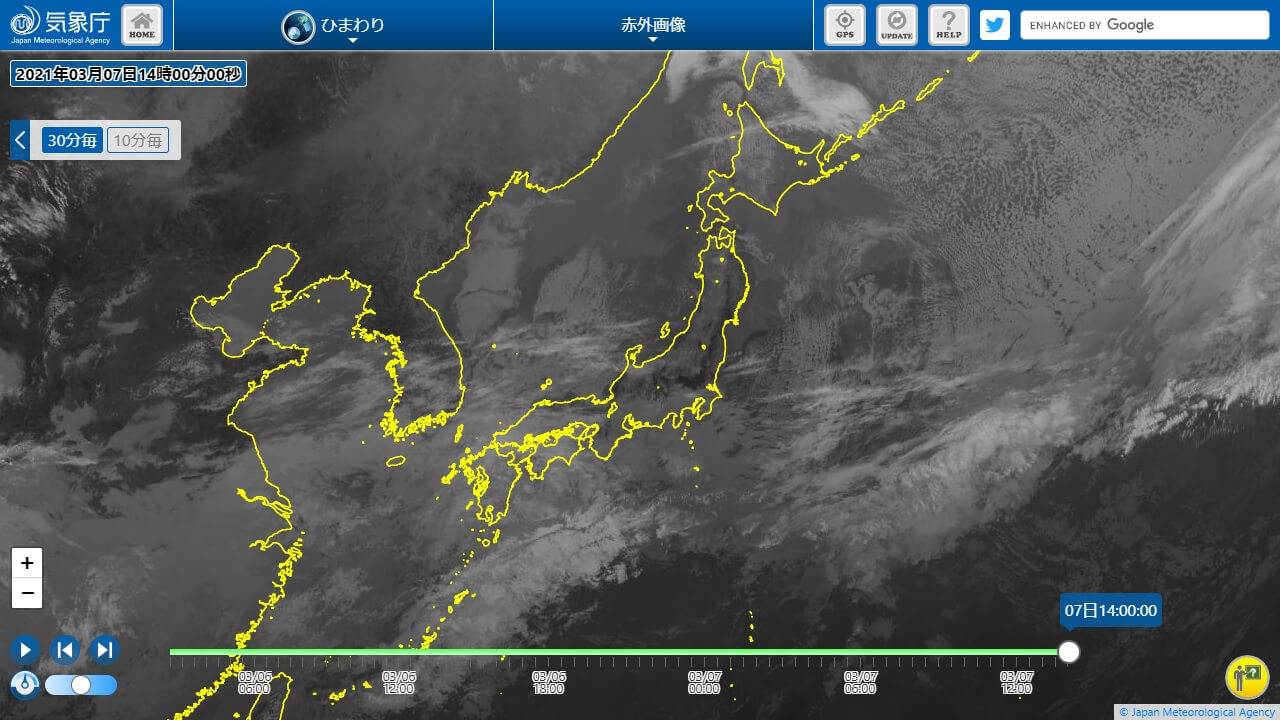 気象庁
Japan Meteorological Agency
HOME
ひまわり
赤外画像
GPS
UPDATE
HELP
ENHANCED BY Google
2021年03月07日14時00分00秒
30分毎
10分毎
+
−
07日14:00:00
03/06
06:00
03/06
12:00
03/06
18:00
03/07
00:00
03/07
06:00
03/07
12:00
?
© Japan Meteorological Agency